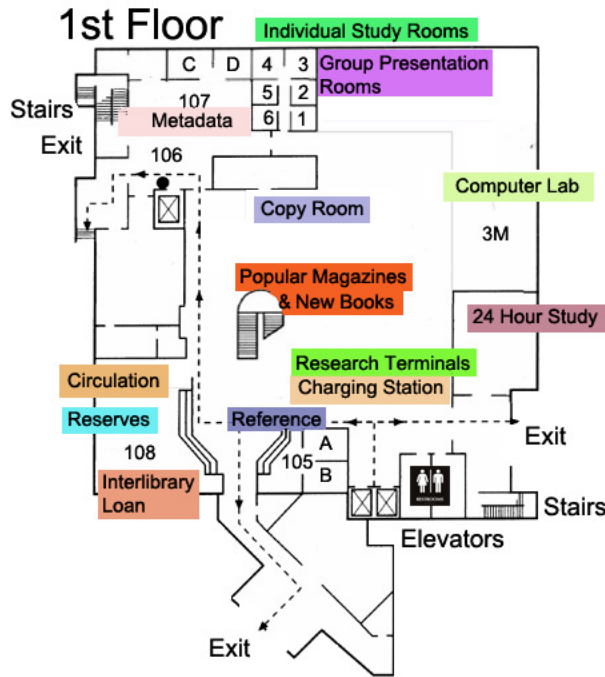 1st Floor
Individual Study Rooms
Group Presentation
Rooms
C
D
4
3
5
2
6
1
107
Stairs
Metadata
Exit
106
Computer Lab
Copy Room
3M
Popular Magazines
& New Books
24 Hour Study
Research Terminals
Circulation
Charging Station
Reserves
Reference
Exit
108
105
A
B
Interlibrary
Loan
RESTROOMS
Stairs
Elevators
Exit